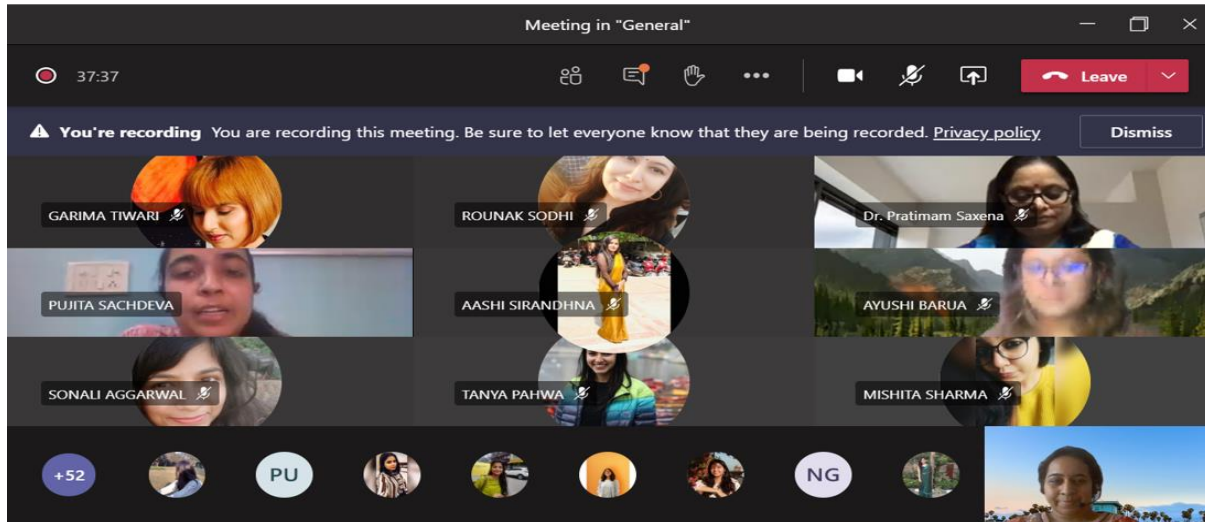 Meeting in "General"
37:37
Leave
You're recording You are recording this meeting. Be sure to let everyone know that they are being recorded. Privacy policy
Dismiss
GARIMA TIWARI
ROUNAK SODHI
Dr. Pratimam Saxena
PUJITA SACHDEVA
AASHI SIRANDHNA
AYUSHI BARUA
SONALI AGGARWAL
TANYA PAHWA
MISHITA SHARMA
+52
PU
NG